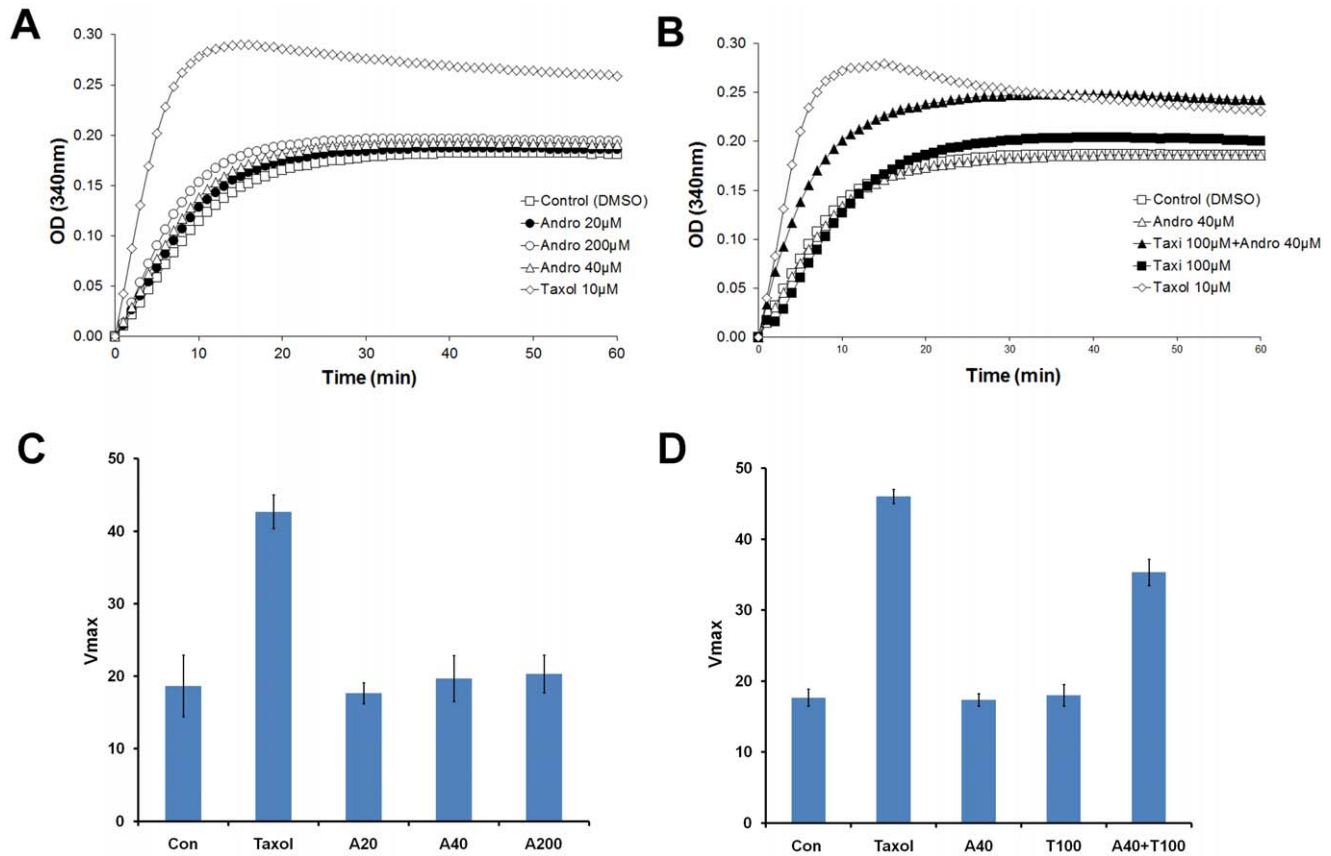 A
B
0.30
0.25
0.20
0.15
0.10
0.05
0.00
OD (340nm)
0 10 20 30 40 50 60
Time (min)
Control (DMSO)
Andro 20μM
Andro 200μM
Andro 40μM
Taxol 10μM
0.30
0.25
0.20
0.15
0.10
0.05
0.00
OD (340nm)
0 10 20 30 40 50 60
Time (min)
Control (DMSO)
Andro 40μM
Taxi 100μM+Andro 40μM
Taxi 100μM
Taxol 10μM
C
D
50
40
30
20
10
0
Vmax
Con Taxol A20 A40 A200
50
40
30
20
10
0
Vmax
Con Taxol A40 T100 A40+T100